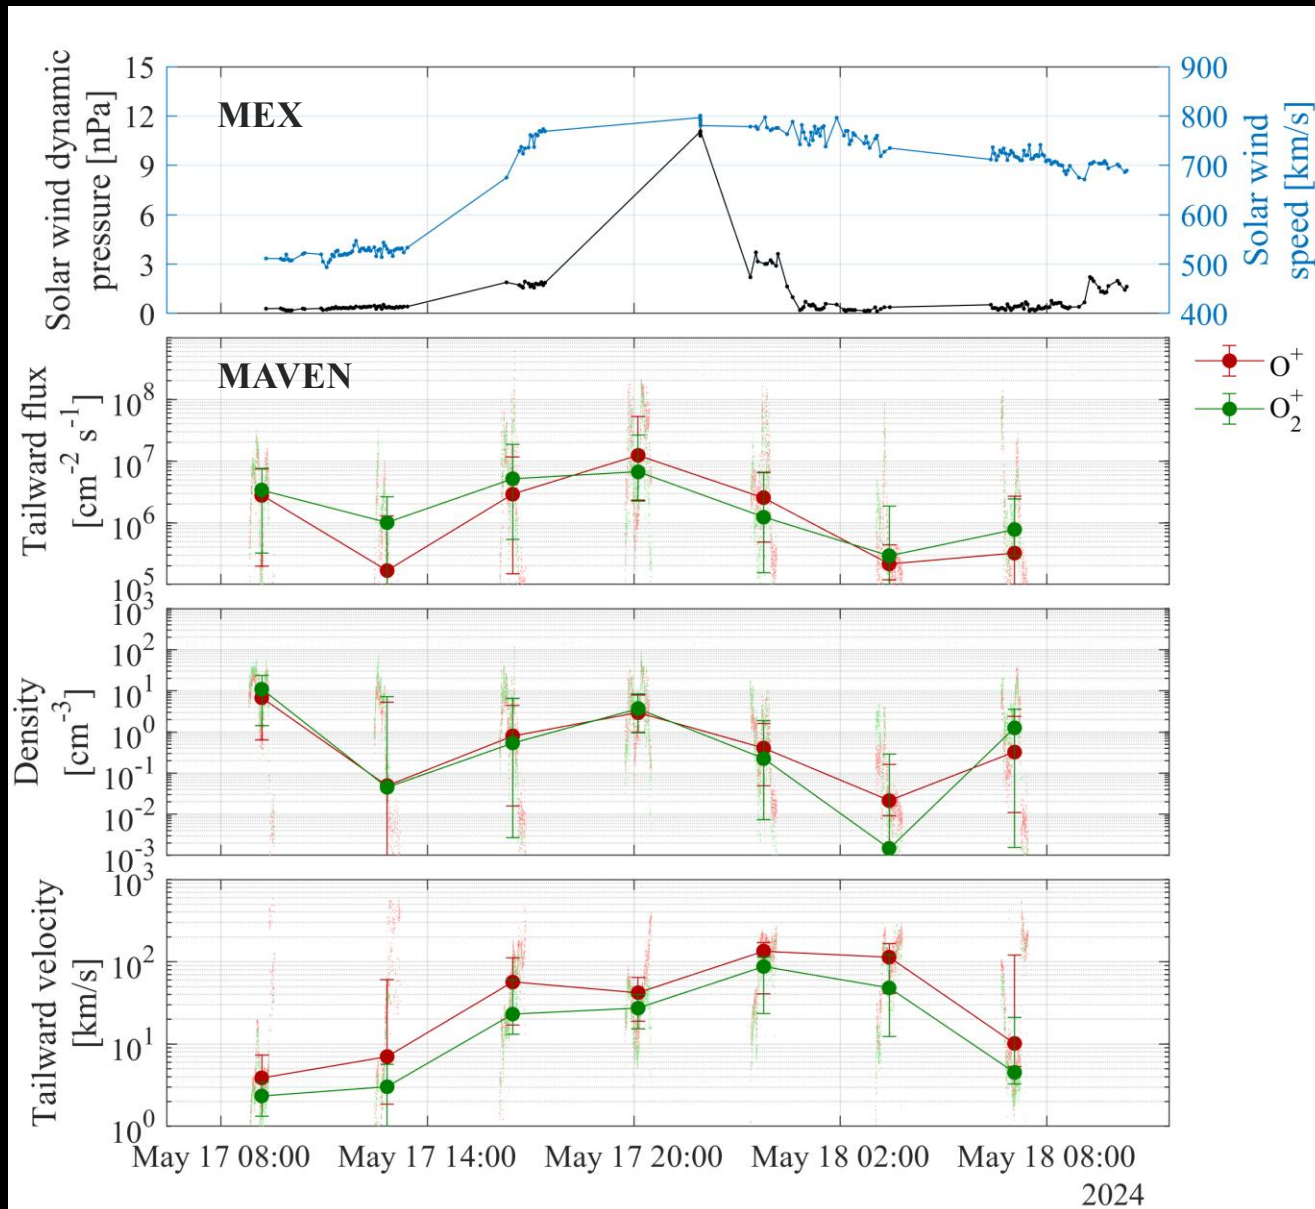 Solar wind dynamic
pressure [nPa]
15
12
9
6
3
0
MEX
900
800
700
600
500
400
Solar wind
speed [km/s]
Tailward flux
[cm⁻² s⁻¹]
10⁸
10⁷
10⁶
10⁵
MAVEN
O⁺
O₂⁺
Density
[cm⁻³]
10³
10²
10¹
10⁰
10⁻¹
10⁻²
10⁻³
Tailward velocity
[km/s]
10³
10²
10¹
10⁰
May 17 08:00 May 17 14:00 May 17 20:00 May 18 02:00 May 18 08:00
2024